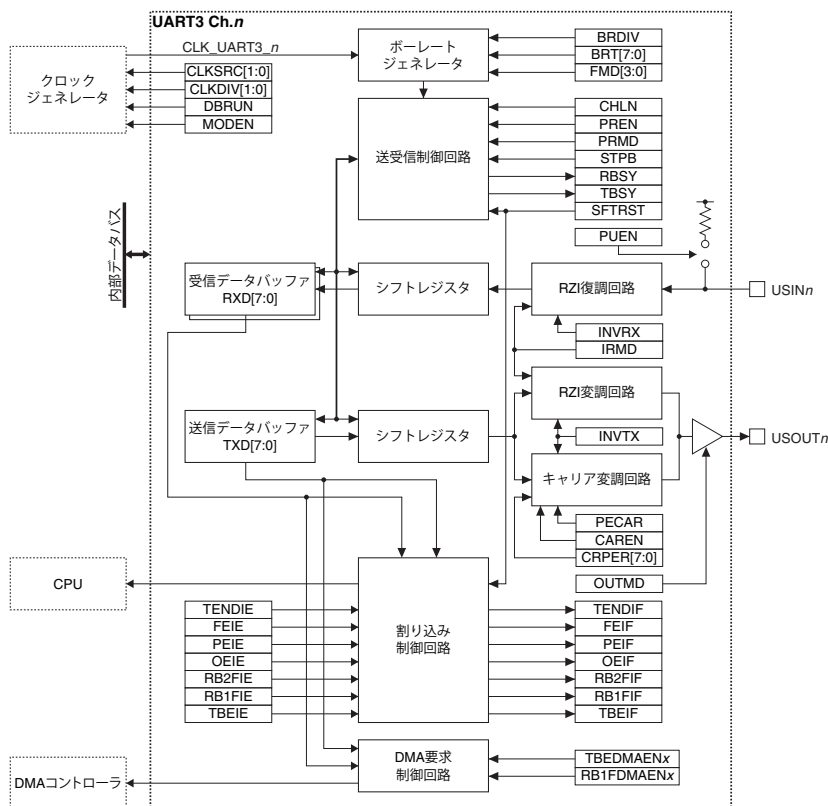 UART3 Ch.n
CLK_UART3_n
クロック
ジェネレータ
CLKSRC[1:0]
CLKDIV[1:0]
DBRUN
MODEN
ボーレート
ジェネレータ
BRDIV
BRT[7:0]
FMD[3:0]
送受信制御回路
CHLN
PREN
PRMD
STPB
RBSY
TBSY
SFTRST
PUEN
内部データバス
受信データバッファ
RXD[7:0]
シフトレジスタ
RZI復調回路
USINn
INVRX
IRMD
RZI変調回路
送信データバッファ
TXD[7:0]
シフトレジスタ
INVTX
USOUTn
キャリア変調回路
PECAR
CAREN
CRPER[7:0]
OUTMD
CPU
割り込み
制御回路
TENDIE
FEIE
PEIE
OEIE
RB2FIE
RB1FIE
TBEIE
TENDIF
FEIF
PEIF
OEIF
RB2FIF
RB1FIF
TBEIF
DMAコントローラ
DMA要求
制御回路
TBEDMAENx
RB1FDMAENx